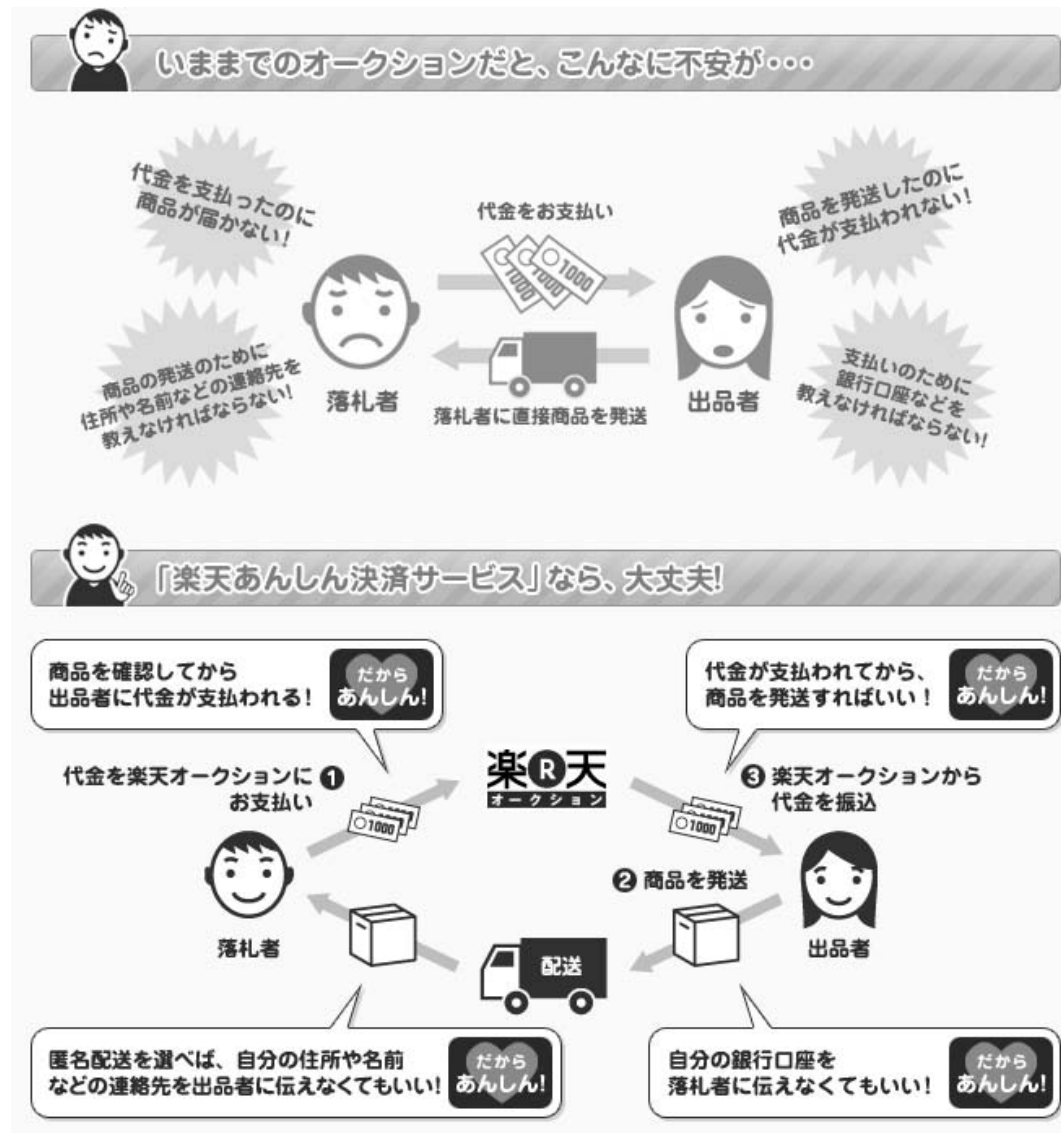 いままでのオークションだと、こんなに不安が・・・
代金を支払ったのに
商品が届かない!
代金をお支払い
1000
1000
1000
商品を発送したのに
代金が支払われない!
商品の発送のために
住所や名前などの連絡先を
教えなければならない!
落札者
落札者に直接商品を発送
出品者
支払いのために
銀行口座などを
教えなければならない!
「楽天あんしん決済サービス」なら、大丈夫!
商品を確認してから
出品者に代金が支払われる!
だから
あんしん!
代金が支払われてから、
商品を発送すればいい!
だから
あんしん!
代金を楽天オークションに❶
お支払い
1000
楽R天
オークション
❸楽天オークションから
代金を振込
1000
❷商品を発送
落札者
配送
出品者
匿名配送を選べば、自分の住所や名前
などの連絡先を出品者に伝えなくてもいい!
だから
あんしん!
自分の銀行口座を
落札者に伝えなくてもいい!
だから
あんしん!